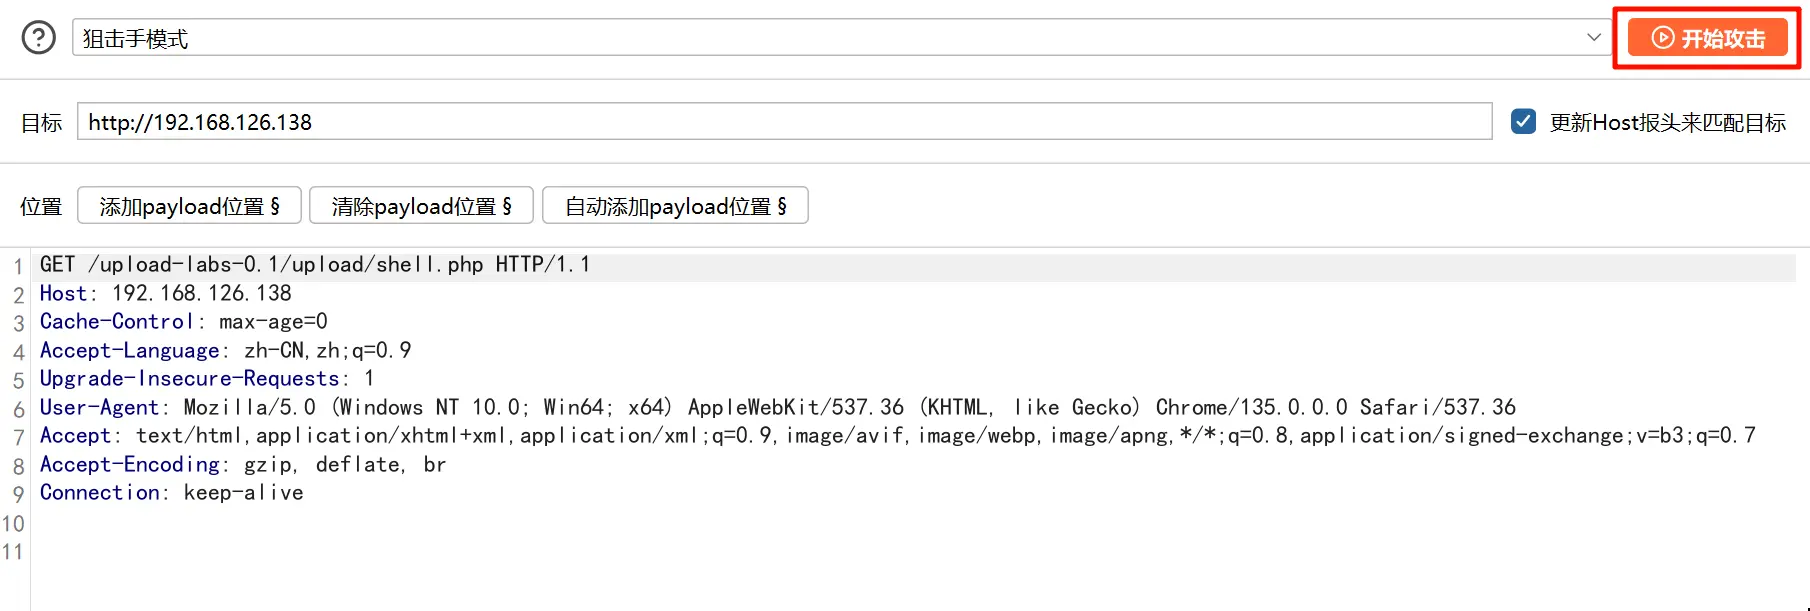 狙击手模式
开始攻击
目标 http://192.168.126.138 更新Host报头来匹配目标
位置 添加payload位置 § 清除payload位置 § 自动添加payload位置 §
1 GET /upload-labs-0.1/upload/shell.php HTTP/1.1
2 Host: 192.168.126.138
3 Cache-Control: max-age=0
4 Accept-Language: zh-CN,zh;q=0.9
5 Upgrade-Insecure-Requests: 1
6 User-Agent: Mozilla/5.0 (Windows NT 10.0; Win64; x64) AppleWebKit/537.36 (KHTML, like Gecko) Chrome/135.0.0.0 Safari/537.36
7 Accept: text/html,application/xhtml+xml,application/xml;q=0.9,image/avif,image/webp,image/apng,*/*;q=0.8,application/signed-exchange;v=b3;q=0.7
8 Accept-Encoding: gzip, deflate, br
9 Connection: keep-alive
10
11